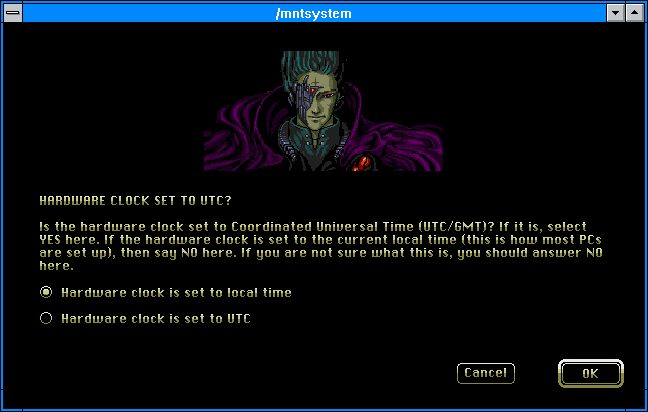 /mntsystem
HARDWARE CLOCK SET TO UTC?
Is the hardware clock set to Coordinated Universal Time (UTC/GMT)? If it is, select
YES here. If the hardware clock is set to the current local time (this is how most PCs
are set up), then say NO here. If you are not sure what this is, you should answer NO
here.
Hardware clock is set to local time
Hardware clock is set to UTC
Cancel
OK